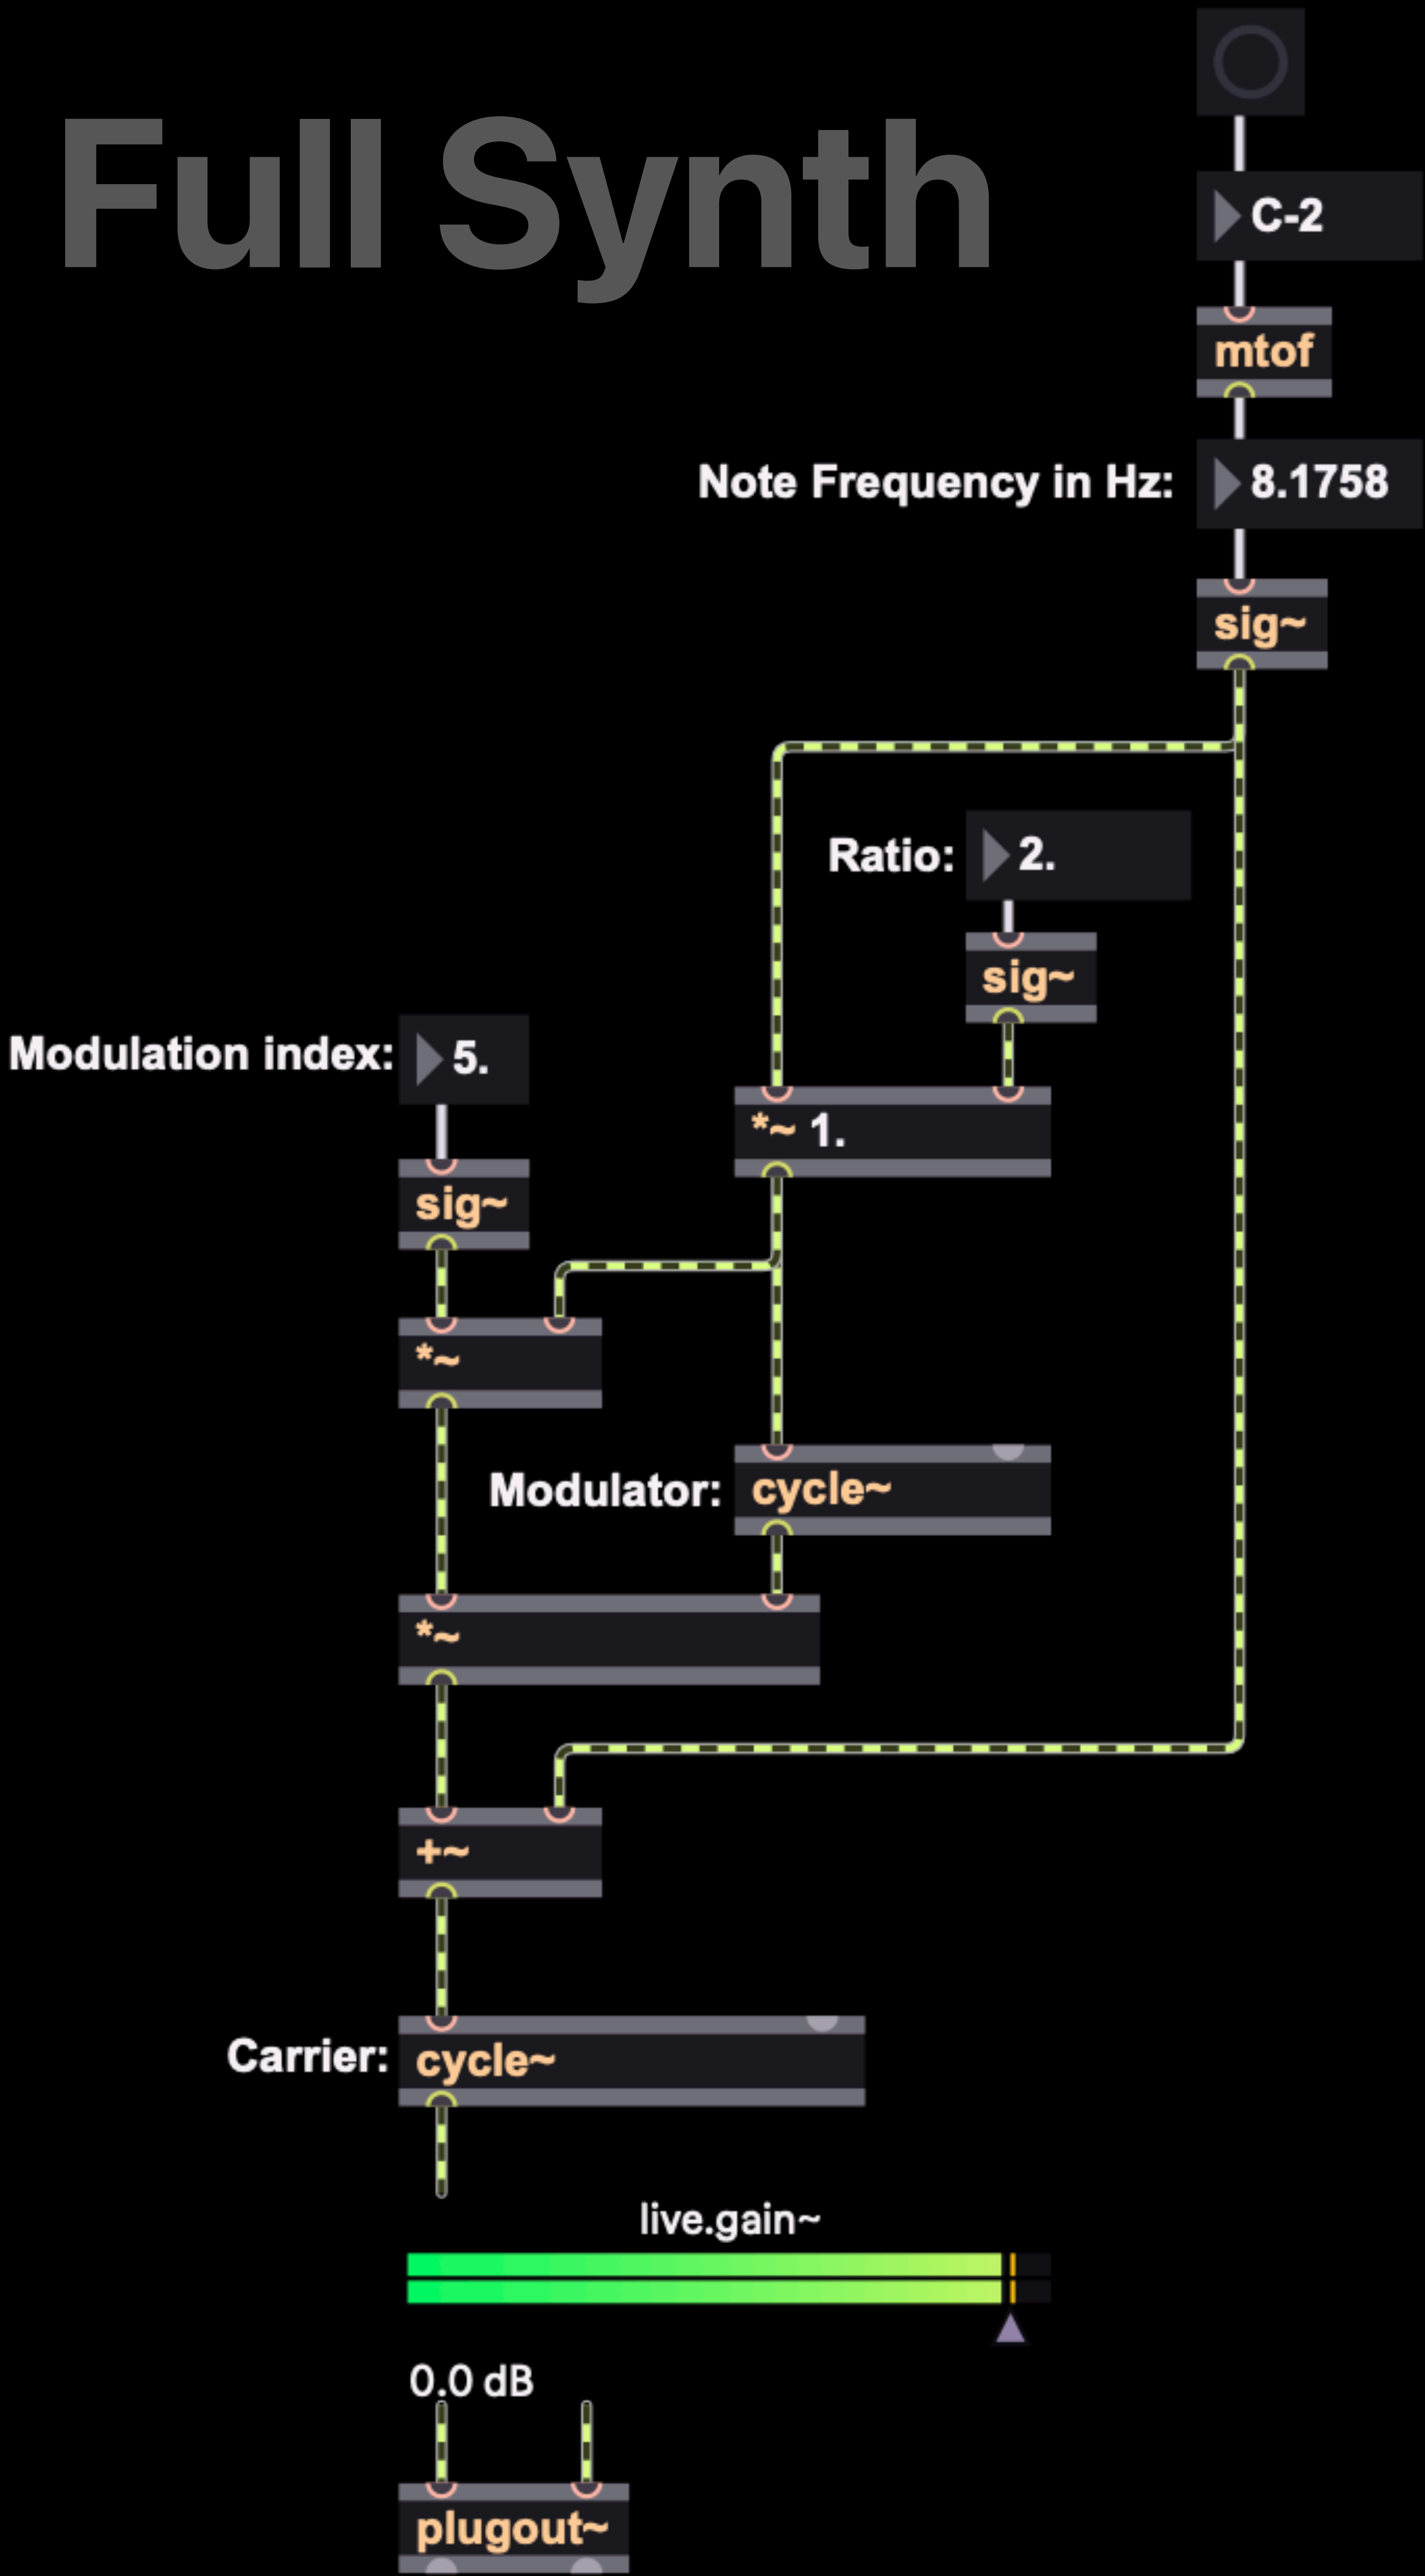 Full Synth
C-2
mtof
Note Frequency in Hz: 8.1758
sig~
Ratio: 2.
sig~
Modulation index: 5.
*~ 1.
sig~
*~
Modulator: cycle~
*~
+~
Carrier: cycle~
live.gain~
0.0 dB
plugout~